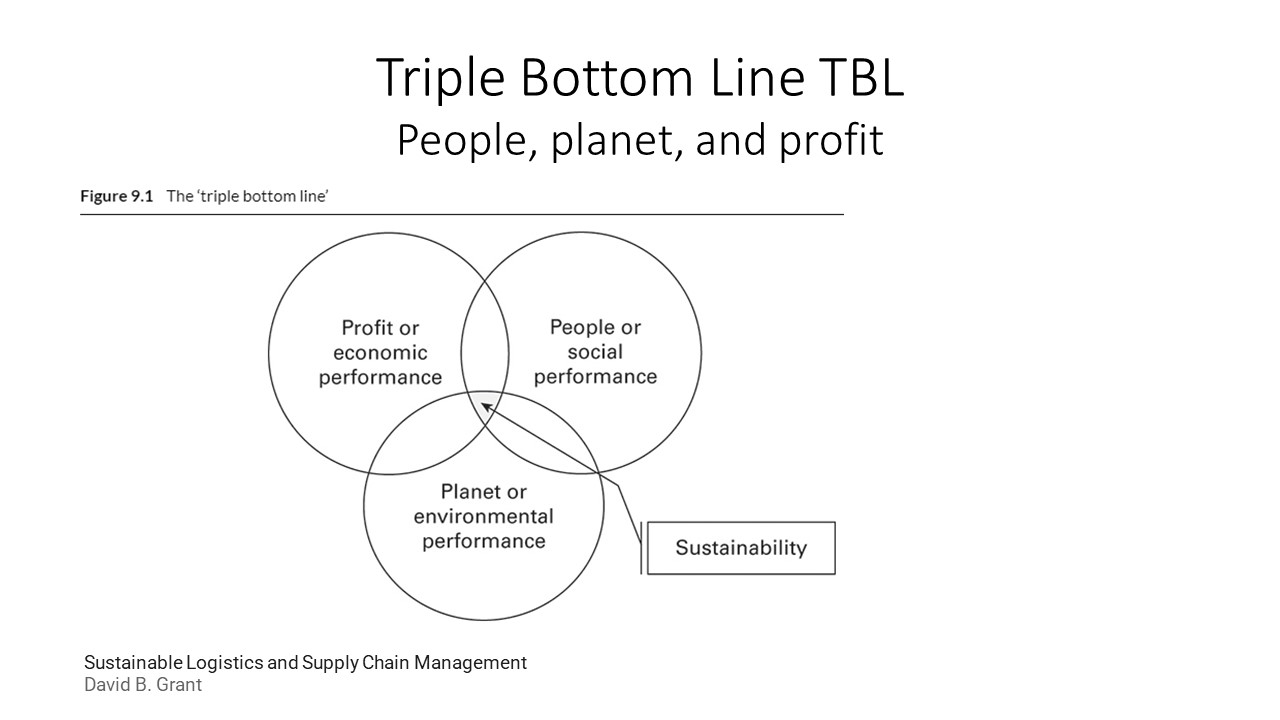 Triple Bottom Line TBL
People, planet, and profit
Figure 9.1 The ‘triple bottom line’
Profit or
economic
performance
People or
social
performance
Planet or
environmental
performance
Sustainability
Sustainable Logistics and Supply Chain Management
David B. Grant